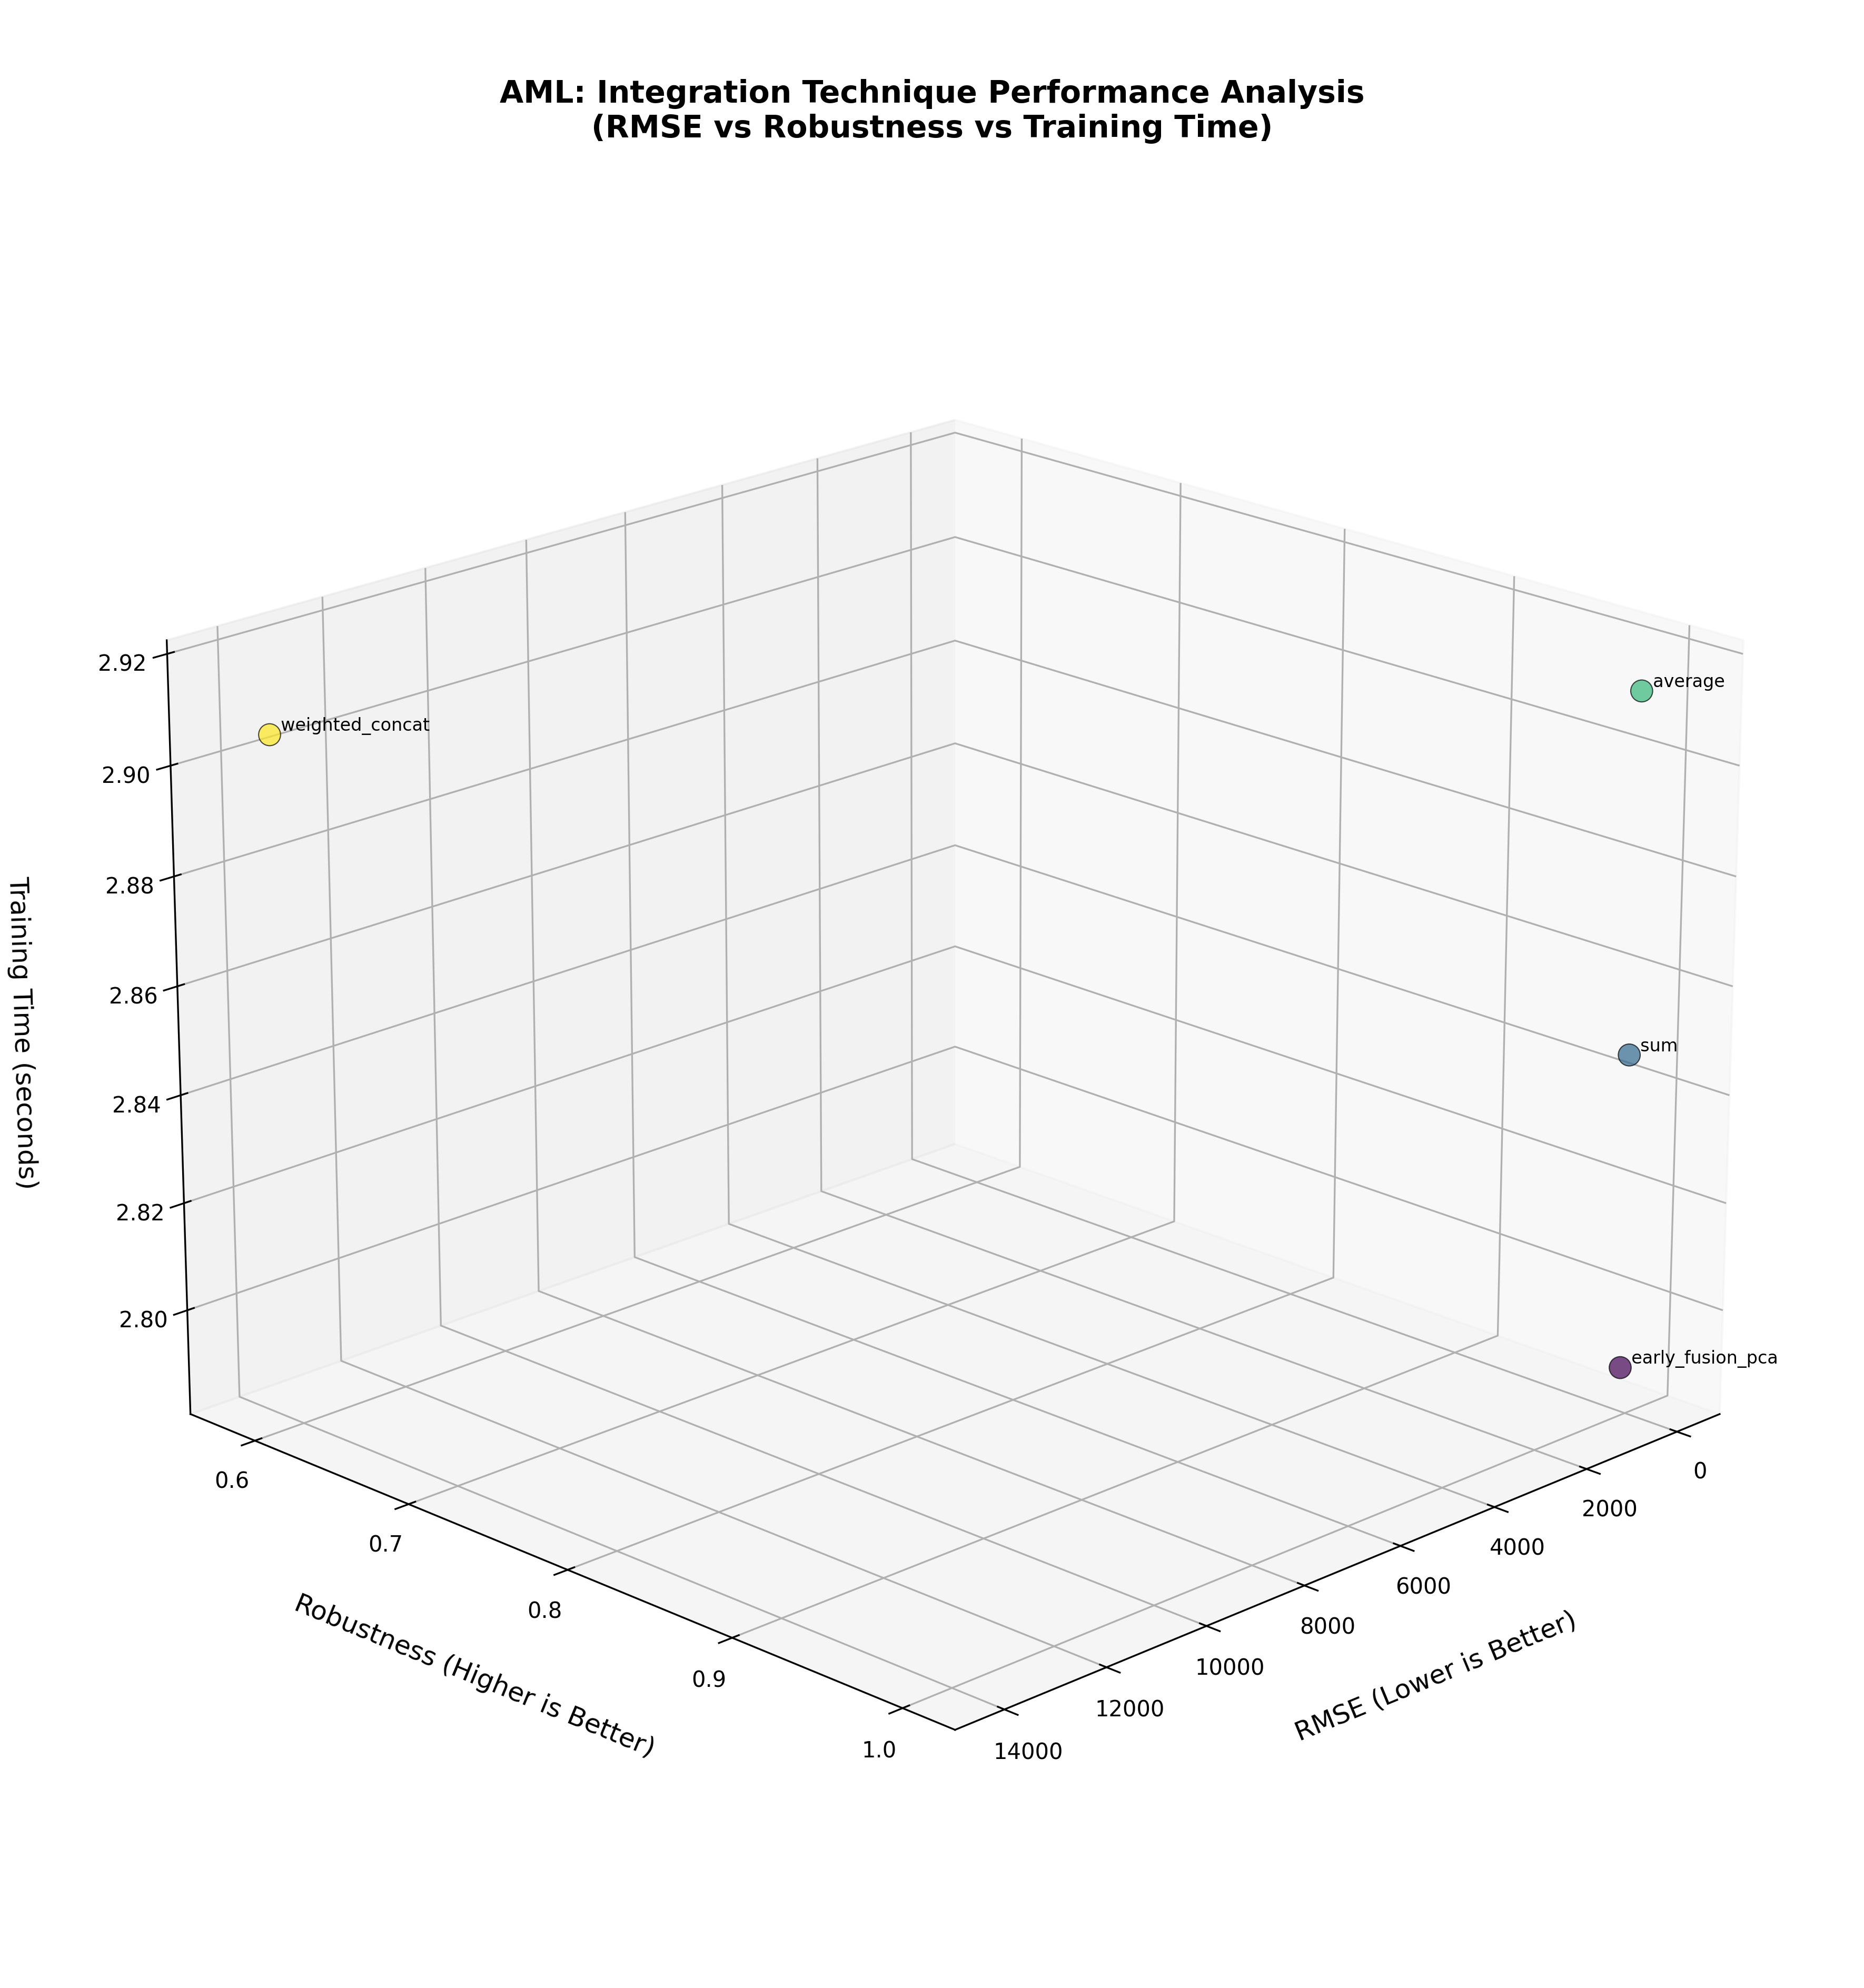 AML: Integration Technique Performance Analysis
(RMSE vs Robustness vs Training Time)
average
weighted_concat
sum
early_fusion_pca
Training Time (seconds)
2.92
2.90
2.88
2.86
2.84
2.82
2.80
Robustness (Higher is Better)
0.6
0.7
0.8
0.9
1.0
RMSE (Lower is Better)
0
2000
4000
6000
8000
10000
12000
14000